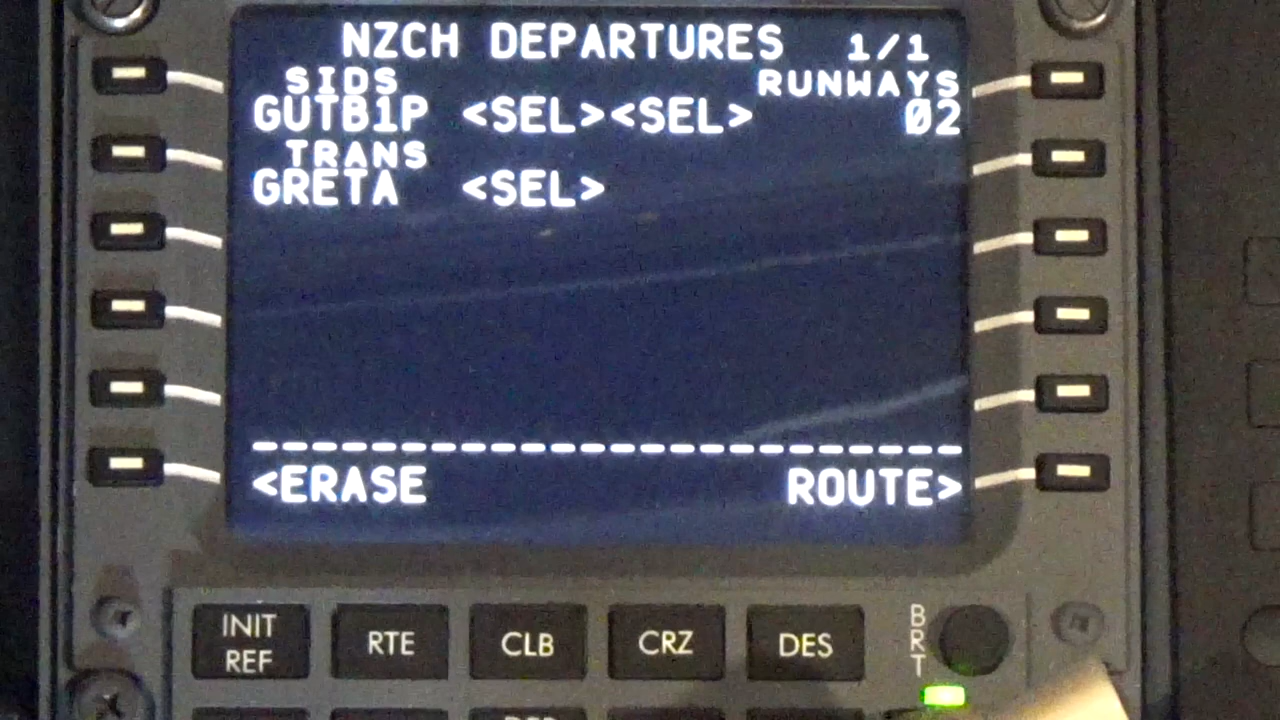 NZCH DEPARTURES 1/1
SIDS RUNWAYS
GUTB1P <SEL><SEL> 02
TRANS
GRETA <SEL>
------------------------
<ERASE ROUTE>
INIT REF RTE CLB CRZ DES BRT